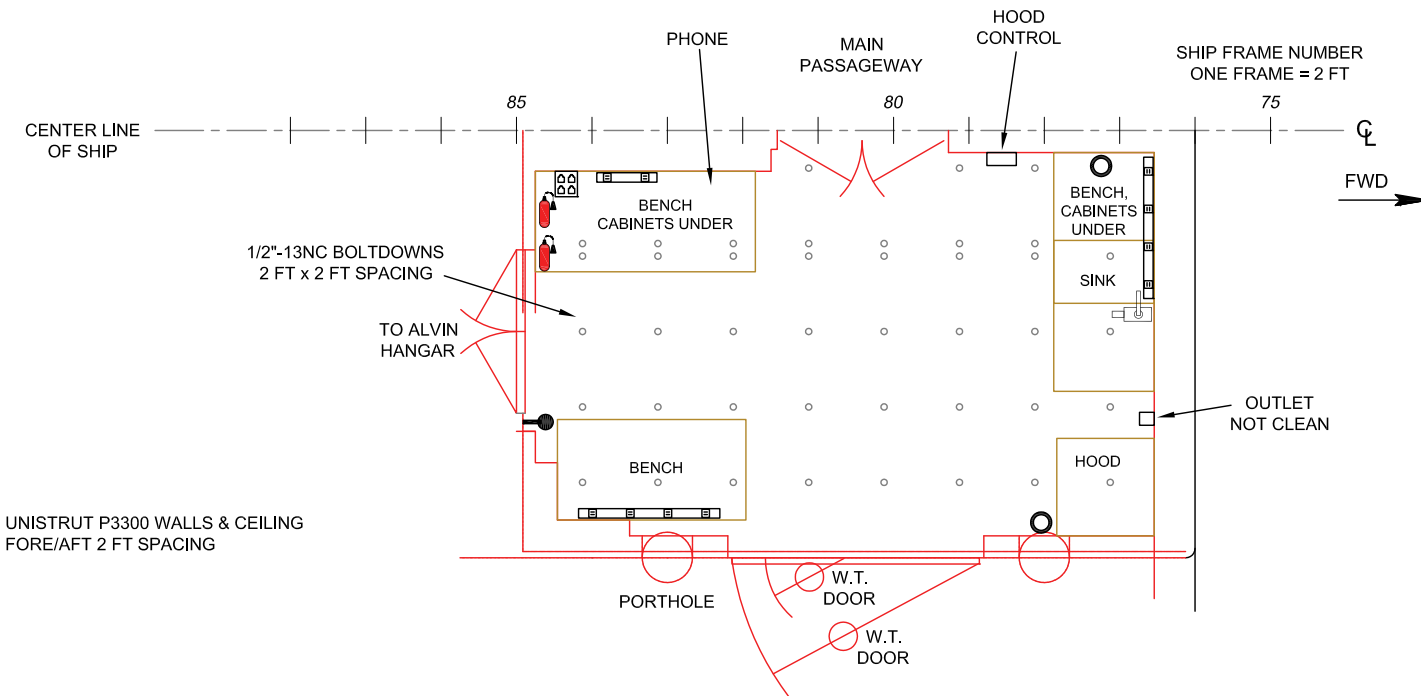 HOOD
CONTROL
PHONE
MAIN
PASSAGEWAY
SHIP FRAME NUMBER
ONE FRAME = 2 FT
85
80
75
CENTER LINE
OF SHIP
CL
FWD
BENCH
CABINETS UNDER
BENCH,
CABINETS
UNDER
1/2"-13NC BOLTDOWNS
2 FT x 2 FT SPACING
SINK
TO ALVIN
HANGAR
OUTLET
NOT CLEAN
BENCH
HOOD
UNISTRUT P3300 WALLS & CEILING
FORE/AFT 2 FT SPACING
PORTHOLE
W.T.
DOOR
W.T.
DOOR